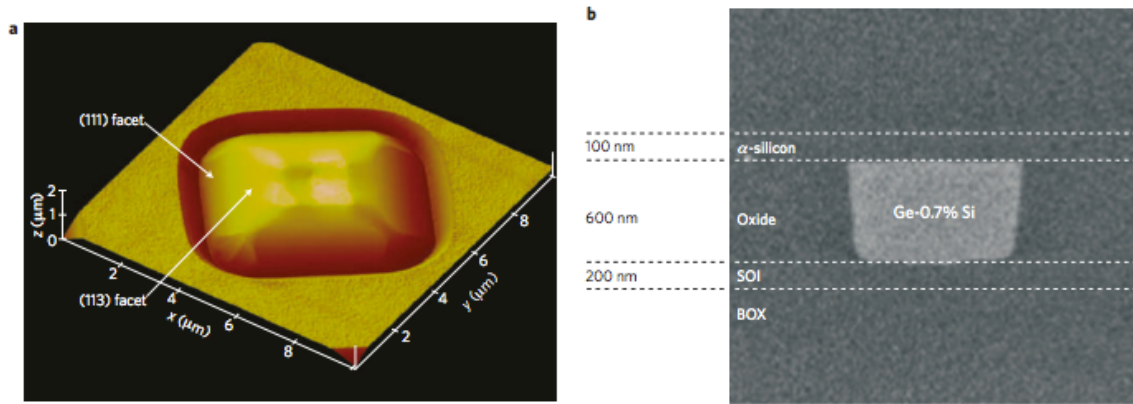 a
(111) facet
2
1
0
z (μm)
(113) facet
2
4
6
8
x (μm)
2
4
6
8
y (μm)
b
100 nm
α-silicon
600 nm
Oxide
Ge-0.7% Si
200 nm
SOI
BOX